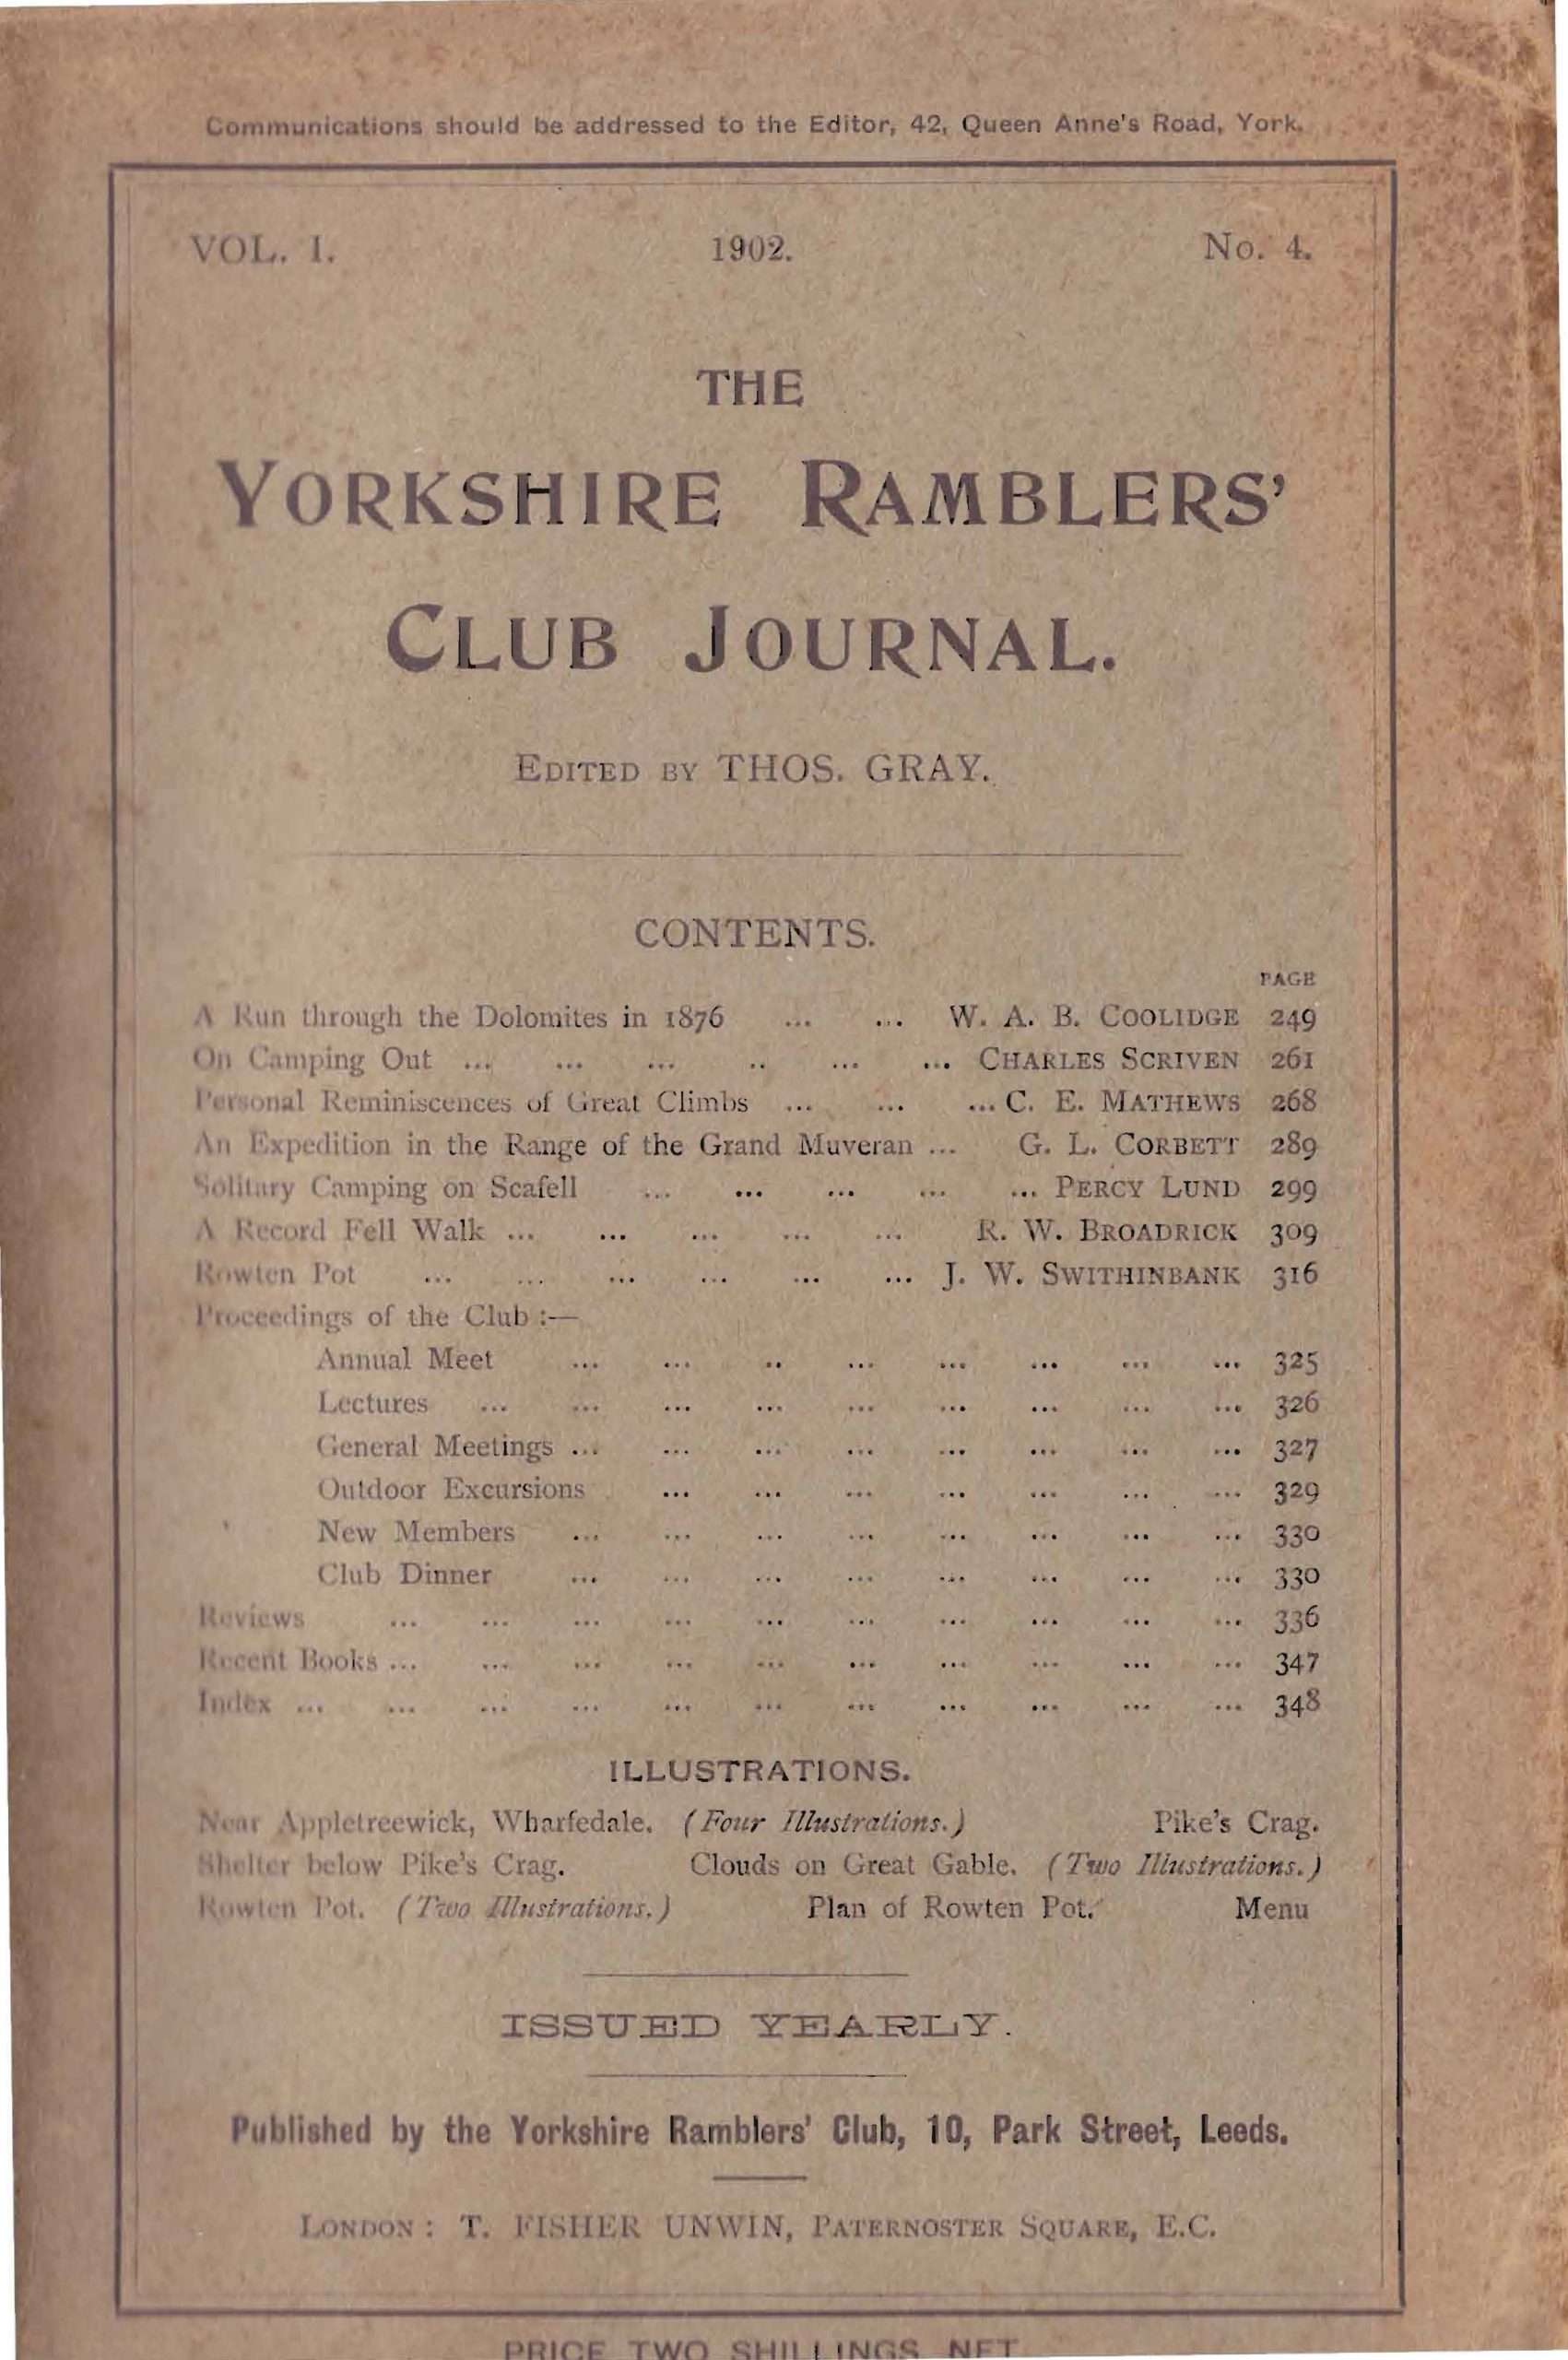 Communications should be addressed to the Editor, 42, Queen Anne's Road, York.
VOL. I. 1902. No. 4.
THE
YORKSHIRE RAMBLERS'
CLUB JOURNAL.
EDITED BY THOS. GRAY.
CONTENTS.
PAGE
A Run through the Dolomites in 1876 ... ... W. A. B. COOLIDGE 249
On Camping Out ... ... ... .. ... ... CHARLES SCRIVEN 261
Personal Reminiscences of Great Climbs ... ... ... C. E. MATHEWS 268
An Expedition in the Range of the Grand Muveran ... G. L. CORBETT 289
Solitary Camping on Scafell ... ... ... ... ... PERCY LUND 299
A Record Fell Walk ... ... ... ... ... R. W. BROADRICK 309
Rowten Pot ... ... ... ... ... ... J. W. SWITHINBANK 316
Proceedings of the Club :—
Annual Meet ... ... .. ... ... ... ... ... 325
Lectures ... ... ... ... ... ... ... ... ... 326
General Meetings ... ... ... ... ... ... ... ... 327
Outdoor Excursions ... ... ... ... ... ... ... 329
New Members ... ... ... ... ... ... ... ... 330
Club Dinner ... ... ... ... ... ... ... ... 330
Reviews ... ... ... ... ... ... ... ... ... ... 336
Recent Books ... ... ... ... ... ... ... ... ... ... 347
Index ... ... ... ... ... ... ... ... ... ... ... 348
ILLUSTRATIONS.
Near Appletreewick, Wharfedale. (Four Illustrations.) Pike's Crag.
Shelter below Pike's Crag. Clouds on Great Gable. (Two Illustrations.)
Rowten Pot. (Two Illustrations.) Plan of Rowten Pot. Menu
ISSUED YEARLY.
Published by the Yorkshire Ramblers' Club, 10, Park Street, Leeds.
LONDON : T. FISHER UNWIN, PATERNOSTER SQUARE, E.C.
PRICE TWO SHILLINGS NET